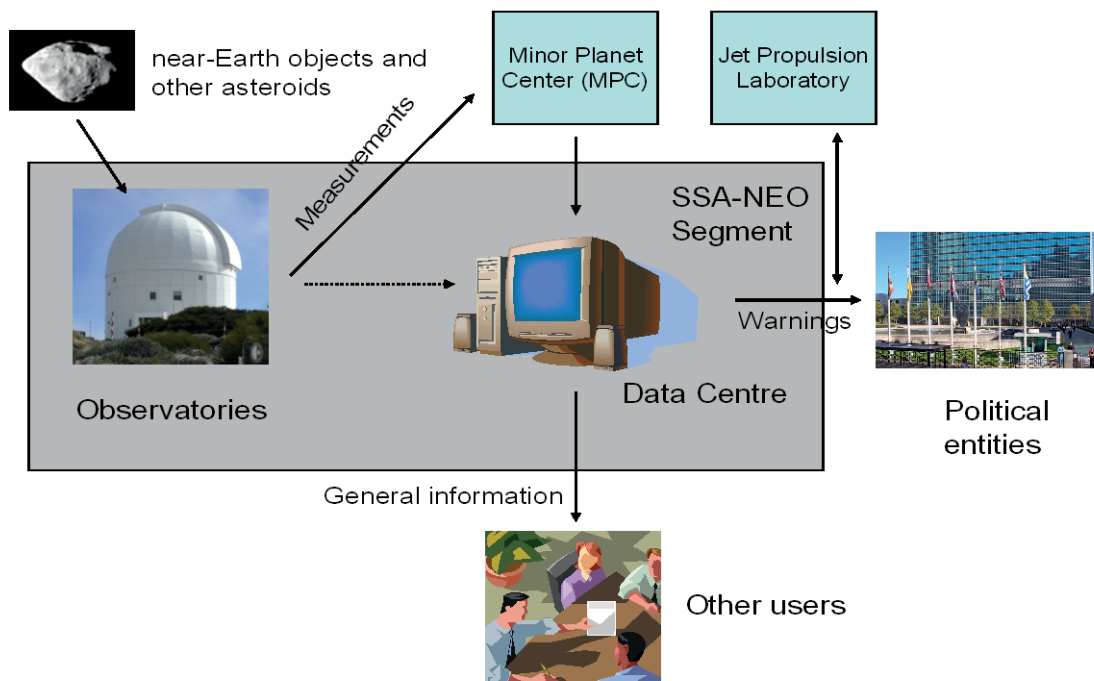 near-Earth objects and
other asteroids
Minor Planet
Center (MPC)
Jet Propulsion
Laboratory
Measurements
SSA-NEO
Segment
Warnings
Observatories
Data Centre
Political
entities
General information
Other users